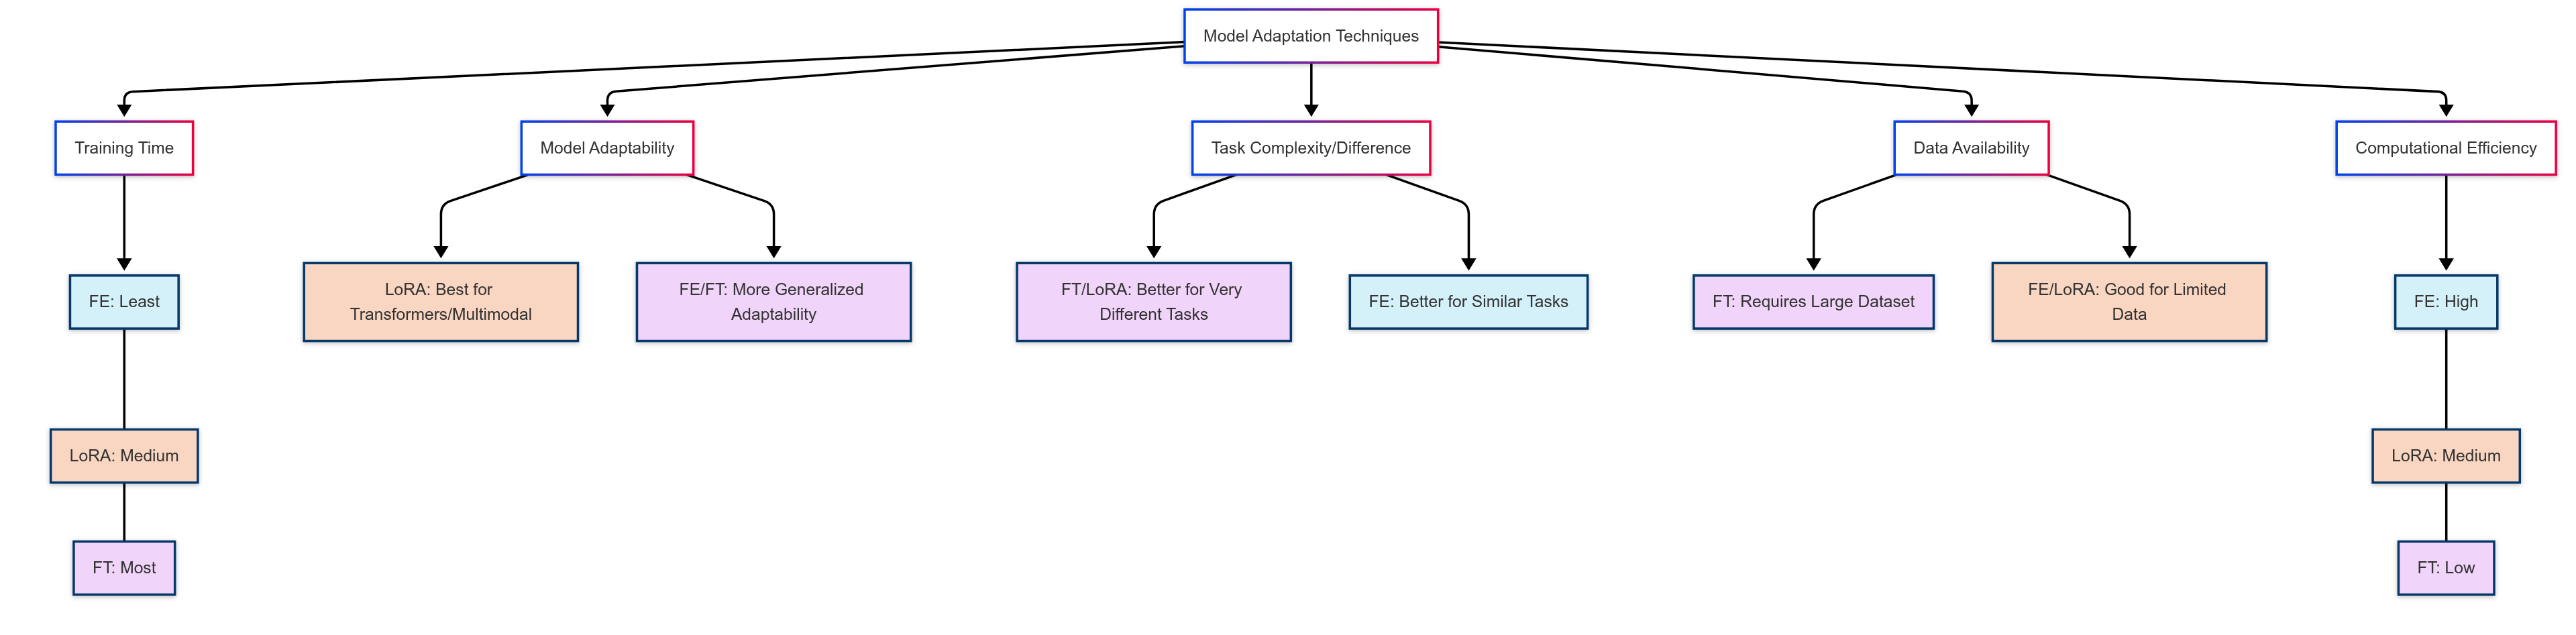 Model Adaptation Techniques
Training Time
Model Adaptability
Task Complexity/Difference
Data Availability
Computational Efficiency
FE: Least
LoRA: Best for
Transformers/Multimodal
FE/FT: More Generalized
Adaptability
FT/LoRA: Better for Very
Different Tasks
FE: Better for Similar Tasks
FT: Requires Large Dataset
FE/LoRA: Good for Limited
Data
FE: High
LoRA: Medium
LoRA: Medium
FT: Most
FT: Low